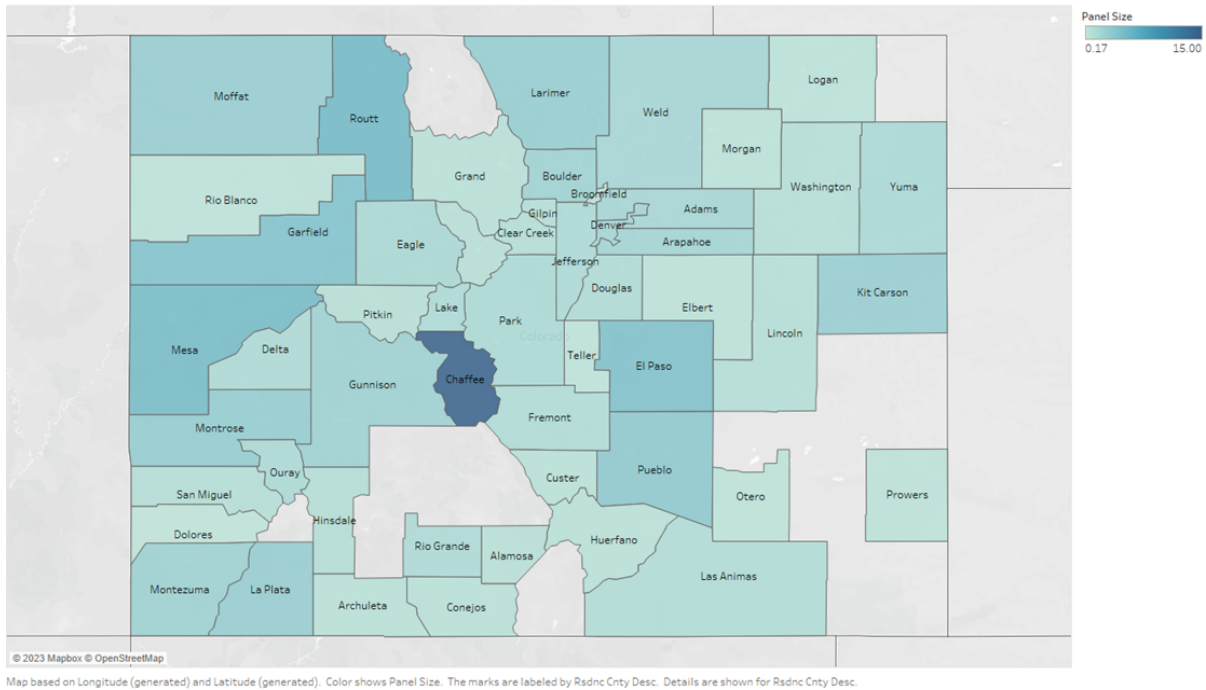 Panel Size
0.17 15.00
Logan
Moffat
Larimer
Weld
Routt
Morgan
Grand
Boulder
Washington
Yuma
Rio Blanco
Broomfield
Gilpin
Adams
Denver
Garfield
Clear Creek
Eagle
Arapahoe
Jefferson
Douglas
Kit Carson
Pitkin
Lake
Elbert
Park
Colorado
Lincoln
Mesa
Delta
Teller
El Paso
Gunnison
Chaffee
Fremont
Montrose
Ouray
Pueblo
Custer
San Miguel
Otero
Prowers
Hinsdale
Dolores
Rio Grande
Huerfano
Alamosa
Las Animas
Montezuma
La Plata
Archuleta
Conejos
© 2023 Mapbox © OpenStreetMap
Map based on Longitude (generated) and Latitude (generated). Color shows Panel Size. The marks are labeled by Rsdnc Cnty Desc. Details are shown for Rsdnc Cnty Desc.